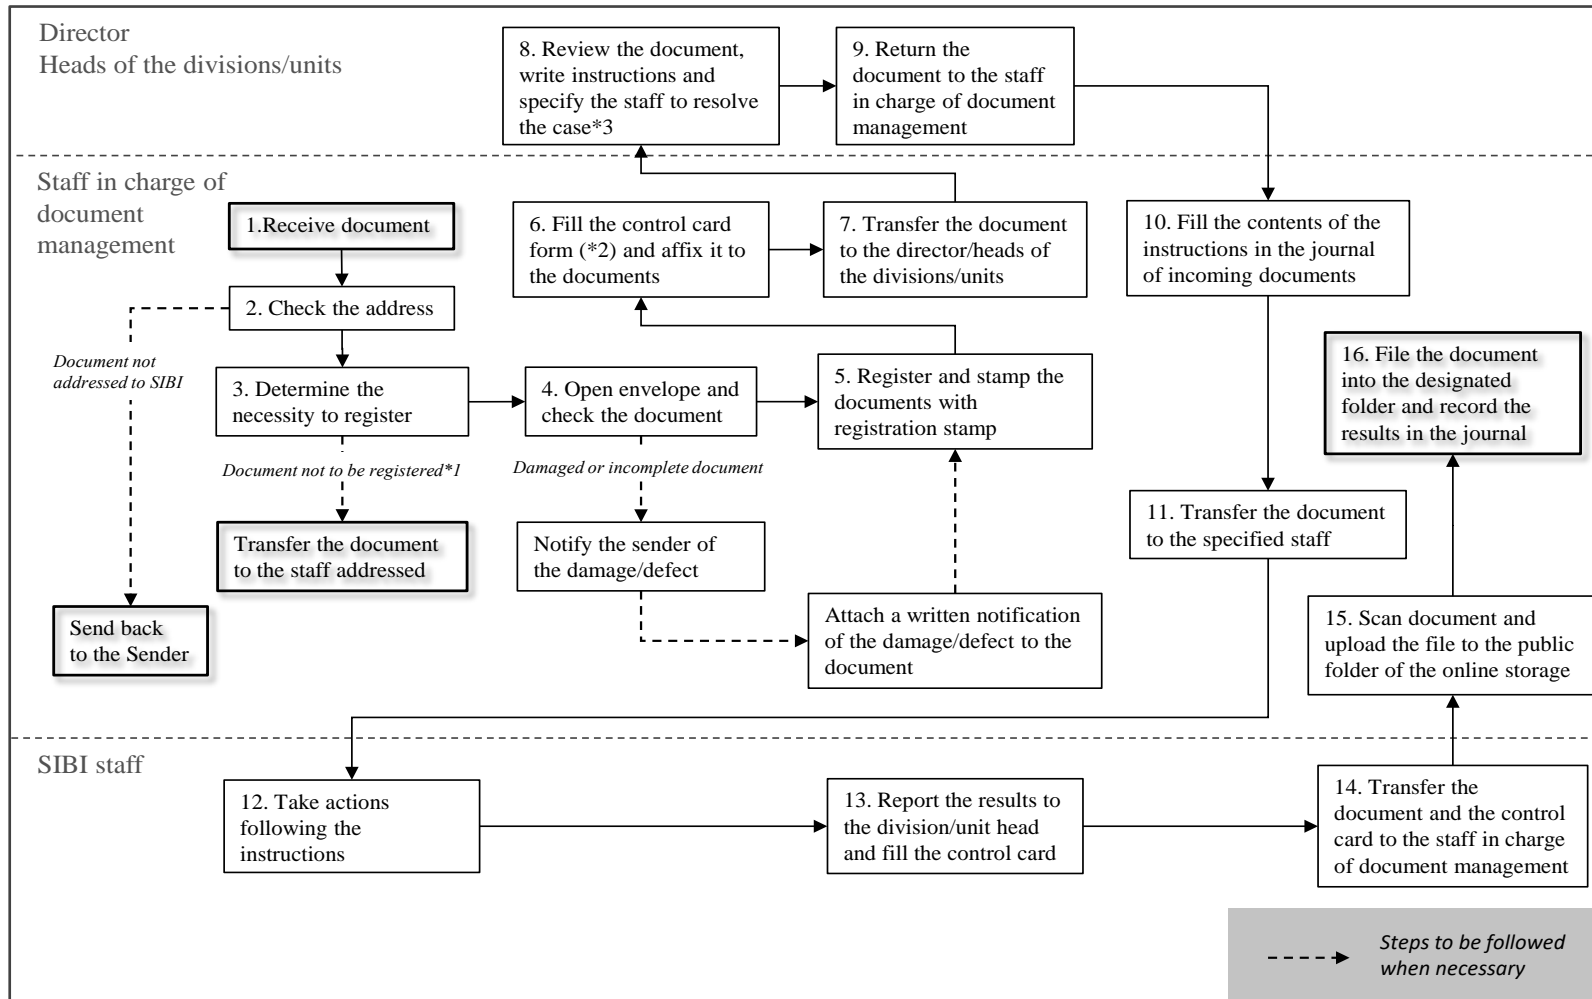 Director
Heads of the divisions/units
8. Review the document,
write instructions and
specify the staff to resolve
the case*3
9. Return the
document to the staff
in charge of document
management
Staff in charge of
document
management
1.Receive document
2. Check the address
Document not
addressed to SIBI
3. Determine the
necessity to register
Document not to be registered*1
Transfer the document
to the staff addressed
Send back
to the Sender
4. Open envelope and
check the document
Damaged or incomplete document
Notify the sender of
the damage/defect
Attach a written notification
of the damage/defect to the
document
5. Register and stamp the
documents with
registration stamp
6. Fill the control card
form (*2) and affix it to
the documents
7. Transfer the document
to the director/heads of
the divisions/units
10. Fill the contents of the
instructions in the journal
of incoming documents
11. Transfer the document
to the specified staff
16. File the document
into the designated
folder and record the
results in the journal
15. Scan document and
upload the file to the public
folder of the online storage
SIBI staff
12. Take actions
following the
instructions
13. Report the results to
the division/unit head
and fill the control card
14. Transfer the
document and the control
card to the staff in charge
of document management
Steps to be followed
when necessary